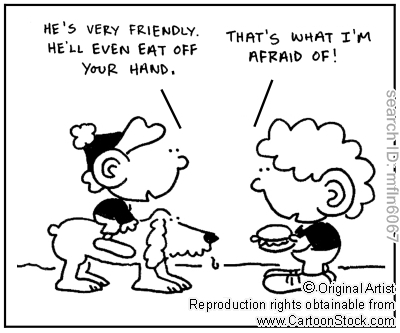 HE'S VERY FRIENDLY.
HE'LL EVEN EAT OFF
YOUR HAND.
THAT'S WHAT I'M
AFRAID OF!
search ID: mfln6067
© Original Artist
Reproduction rights obtainable from
www.CartoonStock.com